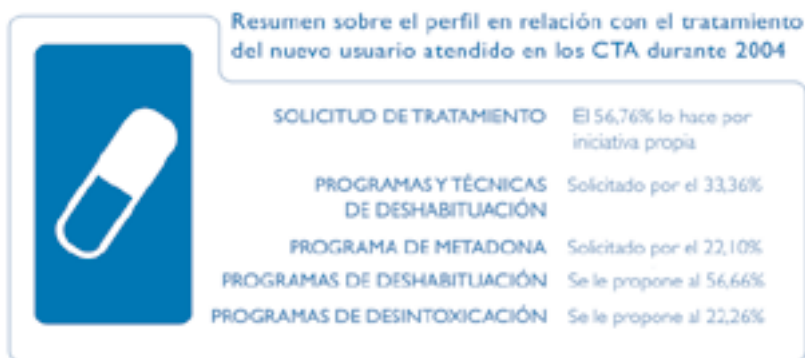 Resumen sobre el perfil en relación con el tratamiento
del nuevo usuario atendido en los CTA durante 2004
SOLICITUD DE TRATAMIENTO El 56,76% lo hace por
iniciativa propia
PROGRAMAS Y TÉCNICAS Solicitado por el 33,36%
DE DESHABITUACIÓN
PROGRAMA DE METADONA Solicitado por el 22,10%
PROGRAMAS DE DESHABITUACIÓN Se le propone al 56,66%
PROGRAMAS DE DESINTOXICACIÓN Se le propone al 22,26%